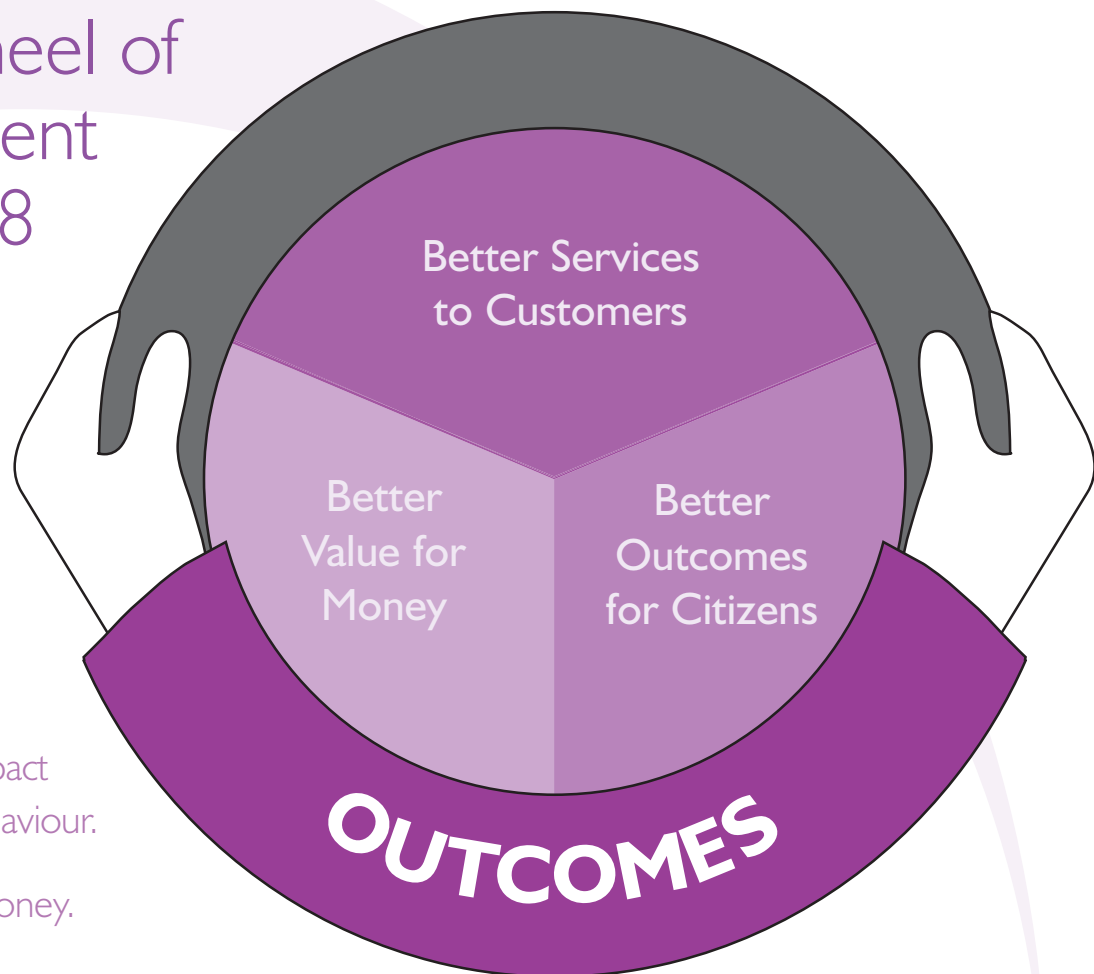 heel of
ent
8
Better Services
to Customers
Better
Value for
Money
Better
Outcomes
for Citizens
pact
aviour.
oney.
OUTCOMES